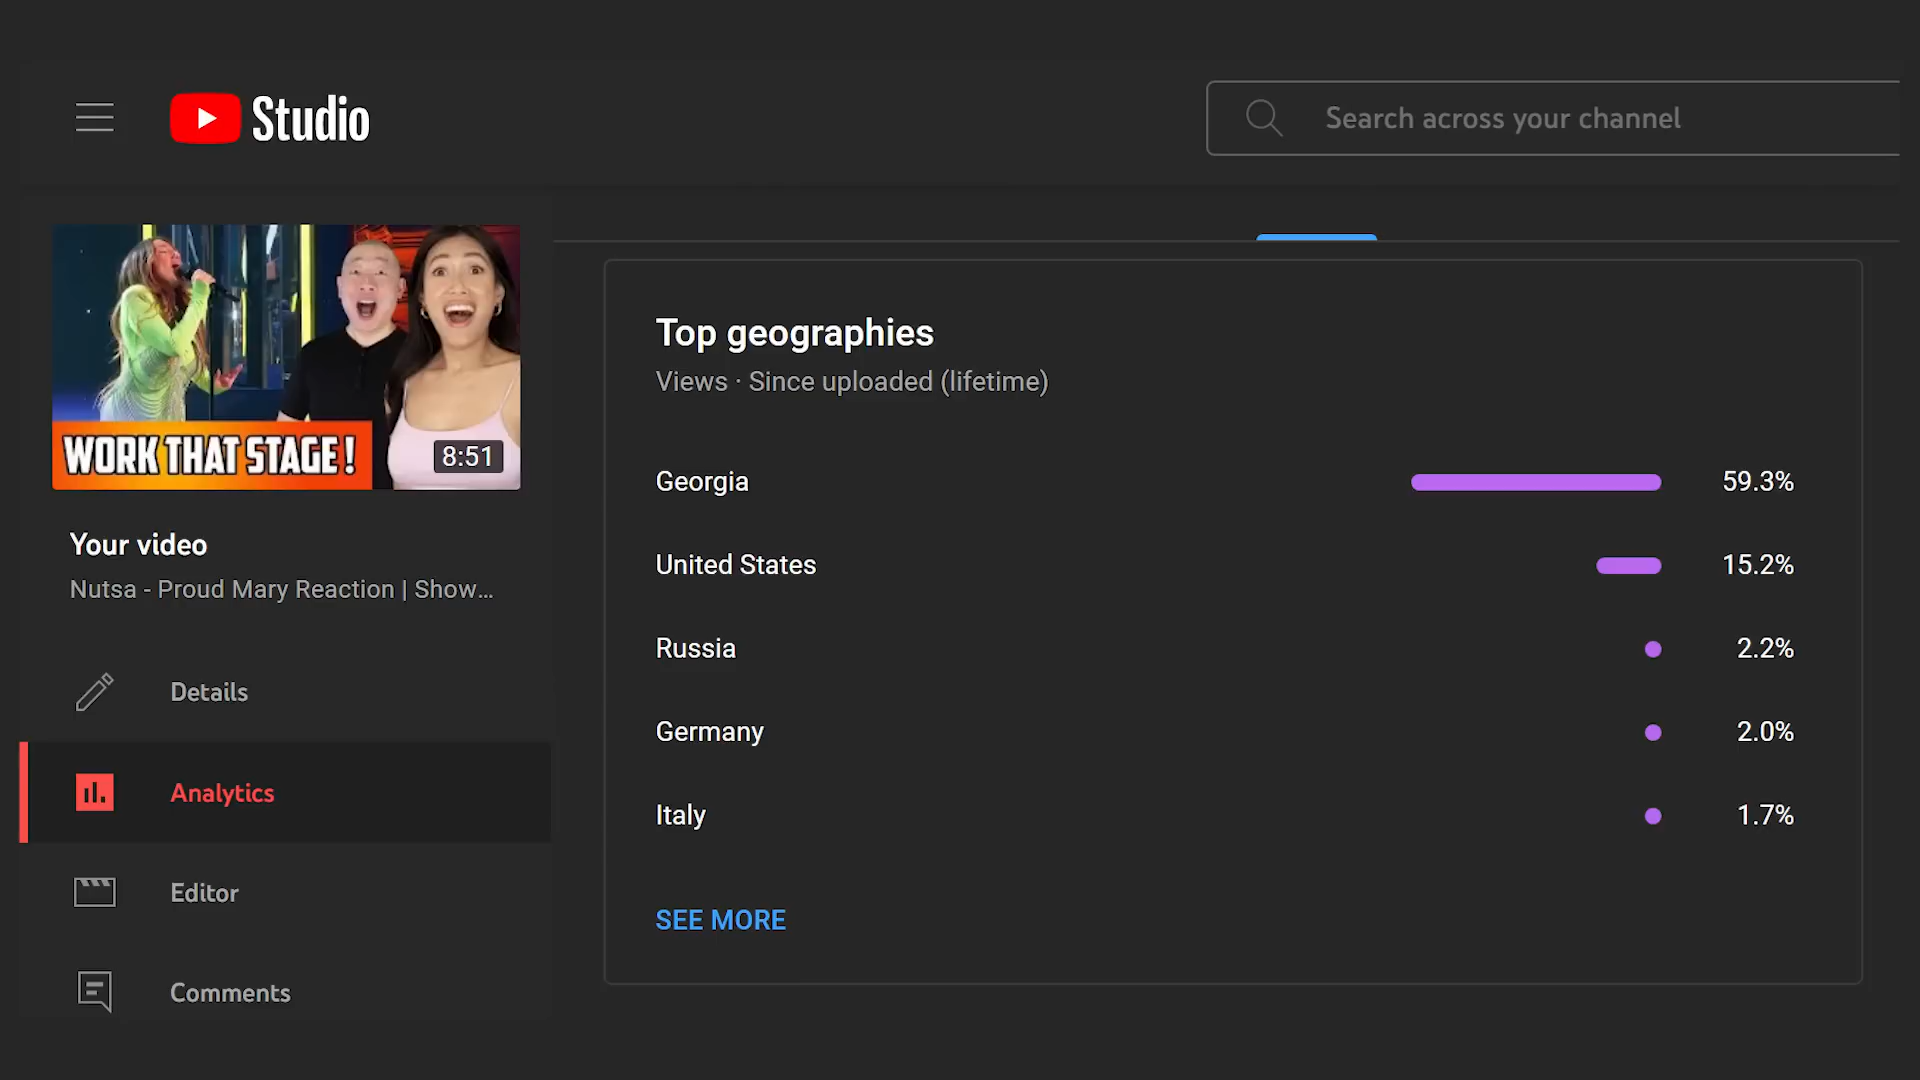 Studio
Search across your channel
WORK THAT STAGE!
8:51
Your video
Nutsa - Proud Mary Reaction | Show...
Details
Analytics
Editor
Comments
Top geographies
Views · Since uploaded (lifetime)
Georgia 59.3%
United States 15.2%
Russia 2.2%
Germany 2.0%
Italy 1.7%
SEE MORE